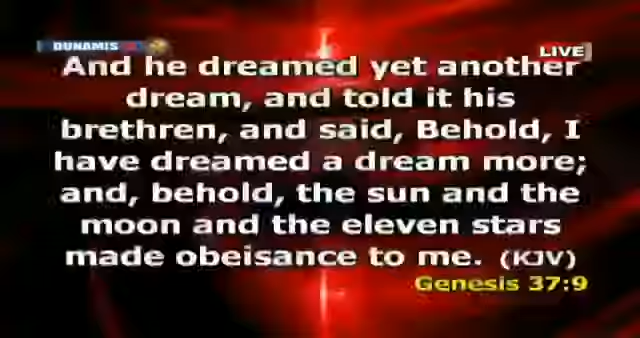 DUNAMIS
LIVE
And he dreamed yet another
dream, and told it his
brethren, and said, Behold, I
have dreamed a dream more;
and, behold, the sun and the
moon and the eleven stars
made obeisance to me. (KJV)
Genesis 37:9